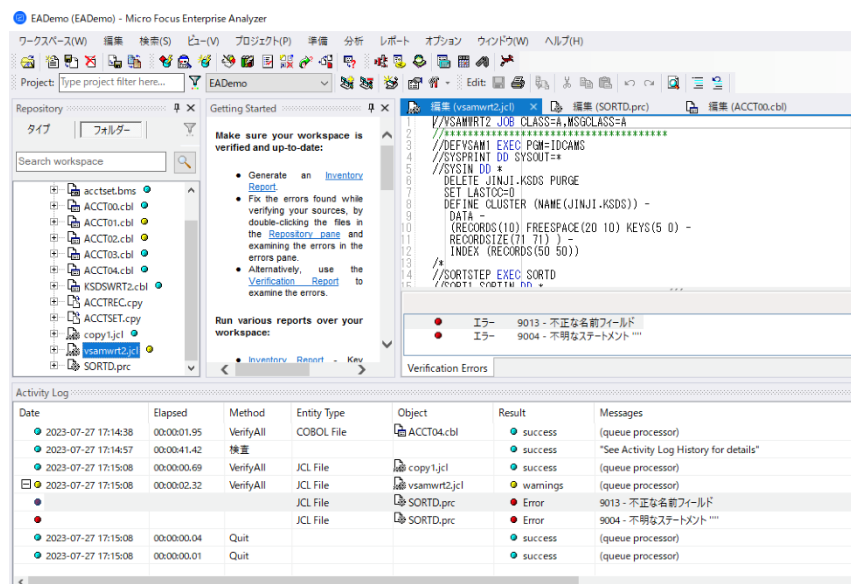 EADemo (EADemo) - Micro Focus Enterprise Analyzer
ワークスペース(W) 編集 検索(S) ビュー(V) プロジェクト(P) 準備 分析 レポート オプション ウィンドウ(W) ヘルプ(H)
Project: Type project filter here... EADemo Edit:
Repository
タイプ フォルダー
Search workspace
acctset.bms
ACCT00.cbl
ACCT01.cbl
ACCT02.cbl
ACCT03.cbl
ACCT04.cbl
KSDSWRT2.cbl
ACCTREC.cpy
ACCTSET.cpy
copy1.jcl
vsamwrt2.jcl
SORTD.prc
Getting Started
Make sure your workspace is
verified and up-to-date:
Generate an Inventory
Report.
Fix the errors found while
verifying your sources, by
double-clicking the files in
the Repository pane and
examining the errors in the
errors pane.
Alternatively, use the
Verification Report to
examine the errors.
Run various reports over your
workspace:
Inventory Report - Key
編集 (vsamwrt2.jcl) × 編集 (SORTD.prc) 編集 (ACCT00.cbl)
1 //VSAMWRT2 JOB CLASS=A,MSGCLASS=A
2 //*************************************
3 //DEFVSAM1 EXEC PGM=IDCAMS
4 //SYSPRINT DD SYSOUT=*
5 //SYSIN DD *
6 DELETE JINJI.KSDS PURGE
7 SET LASTCC=0
8 DEFINE CLUSTER (NAME(JINJI.KSDS)) -
9 DATA -
10 (RECORDS(10) FREESPACE(20 10) KEYS(5 0) -
11 RECORDSIZE(71 71) ) -
12 INDEX (RECORDS(50 50))
13 /*
14 //SORTSTEP EXEC SORTD
15 //SORT1.SORTIN DD *
エラー 9013 - 不正な名前フィールド
エラー 9004 - 不明なステートメント '''''
Verification Errors
Activity Log
Date Elapsed Method Entity Type Object Result Messages
2023-07-27 17:14:38 00:00:01.95 VerifyAll COBOL File ACCT04.cbl success (queue processor)
2023-07-27 17:14:57 00:00:41.42 検査 success "See Activity Log History for details"
2023-07-27 17:15:08 00:00:00.69 VerifyAll JCL File copy1.jcl success (queue processor)
2023-07-27 17:15:08 00:00:02.32 VerifyAll JCL File vsamwrt2.jcl warnings (queue processor)
JCL File SORTD.prc Error 9013 - 不正な名前フィールド
JCL File SORTD.prc Error 9004 - 不明なステートメント '''''
2023-07-27 17:15:08 00:00:00.04 Quit success (queue processor)
2023-07-27 17:15:08 00:00:00.01 Quit success (queue processor)